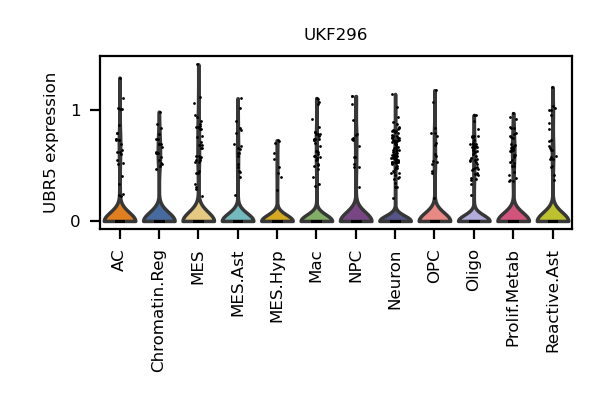 UKF296
UBR5 expression
1
0
AC
Chromatin.Reg
MES
MES.Ast
MES.Hyp
Mac
NPC
Neuron
OPC
Oligo
Prolif.Metab
Reactive.Ast